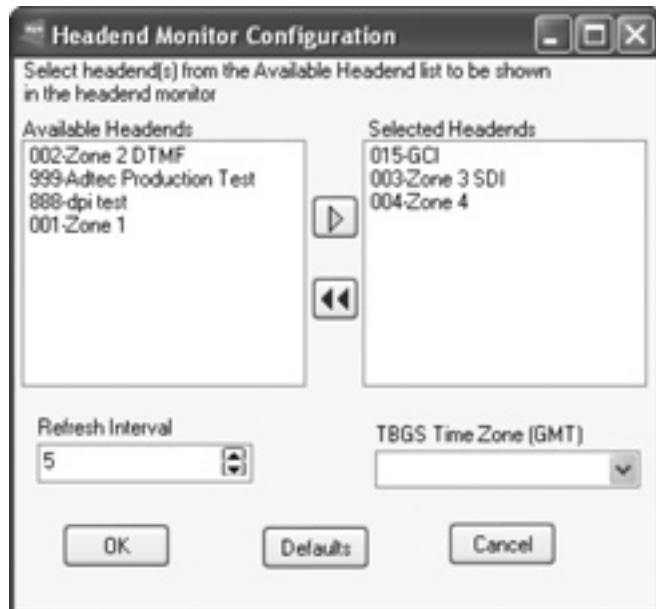 Headend Monitor Configuration
Select headend(s) from the Available Headend list to be shown
in the headend monitor
Available Headends
002-Zone 2 DTMF
999-Adtec Production Test
888-dpi test
001-Zone 1
Selected Headends
015-GCI
003-Zone 3 SDI
004-Zone 4
Refresh Interval
5
TBGS Time Zone (GMT)
OK
Defaults
Cancel